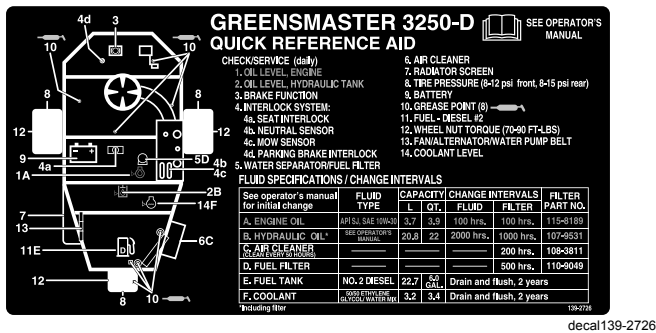 GREENSMASTER 3250-D
QUICK REFERENCE AID
SEE OPERATOR'S
MANUAL
CHECK/SERVICE (daily)
1. OIL LEVEL, ENGINE
2. OIL LEVEL, HYDRAULIC TANK
3. BRAKE FUNCTION
4. INTERLOCK SYSTEM:
4a. SEAT INTERLOCK
4b. NEUTRAL SENSOR
4c. MOW SENSOR
4d. PARKING BRAKE INTERLOCK
5. WATER SEPARATOR/FUEL FILTER
6. AIR CLEANER
7. RADIATOR SCREEN
8. TIRE PRESSURE (8-12 psi front, 8-15 psi rear)
9. BATTERY
10. GREASE POINT (8)
11. FUEL - DIESEL #2
12. WHEEL NUT TORQUE (70-90 FT-LBS)
13. FAN/ALTERNATOR/WATER PUMP BELT
14. COOLANT LEVEL
FLUID SPECIFICATIONS / CHANGE INTERVALS
See operator's manual for initial change FLUID TYPE CAPACITY L QT. CHANGE INTERVALS FLUID FILTER FILTER PART NO.
A. ENGINE OIL API SJ, SAE 10W-30 3.7 3.9 100 hrs. 100 hrs. 115-8189
B. HYDRAULIC OIL* SEE OPERATOR'S MANUAL 20.8 22 2000 hrs. 1000 hrs. 107-9531
C. AIR CLEANER (CLEAN EVERY 50 HOURS) 200 hrs. 108-3811
D. FUEL FILTER 500 hrs. 110-9049
E. FUEL TANK NO. 2 DIESEL 22.7 6.0 GAL. Drain and flush, 2 years
F. COOLANT 50/50 ETHYLENE GLYCOL/WATER MIX 3.2 3.4 Drain and flush, 2 years
*Including filter
139-2726
4d
3
10
10
8
8
12
12
9
4a
1A
5D
4b
4c
2B
14F
7
13
11E
6C
D
12
8
10
decal139-2726